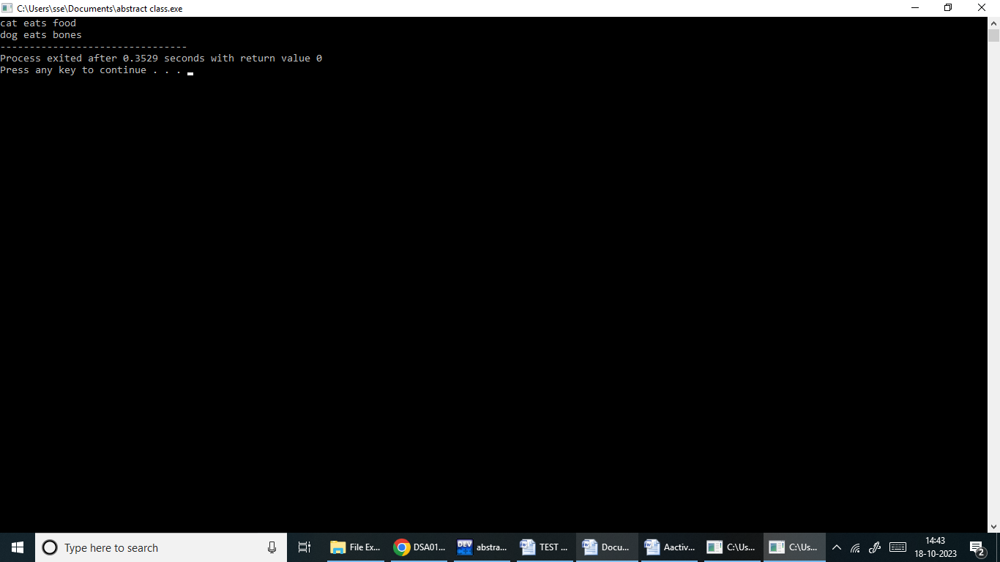 C:\Users\sse\Documents\abstract class.exe
cat eats food
dog eats bones
--------------------------------
Process exited after 0.3529 seconds with return value 0
Press any key to continue . . .
Type here to search
File Ex...
DSA01...
DEV
abstra...
TEST ...
Docu...
Aactiv...
C:\Us...
C:\Us...
14:43
18-10-2023
2